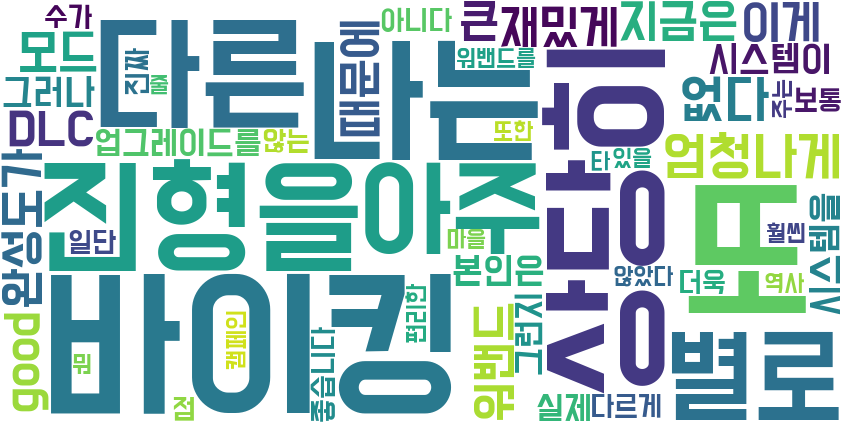 수가
아니다
큰
재밌게
지금은
이게
모드
다른
때문에
나는
워밴드를
시스템이
진짜
줄
그러나
DLC
없다
보통
업그레이드를
않는
또한
항상
엄청나게
타
있을
진형을
아주
또
완성도가
일단
마을
본인은
않았다
더욱
훨씬
역사
시스템을
바이킹
캠페인
편리한
그런지
good
뭔
좋습니다
워밴드
별로
점
실제
다르게